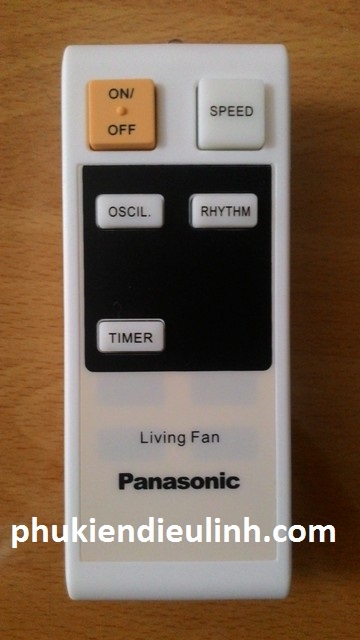 ON/
OFF
SPEED
OSCIL.
RHYTHM
TIMER
Living Fan
Panasonic
phukiendieulinh.com